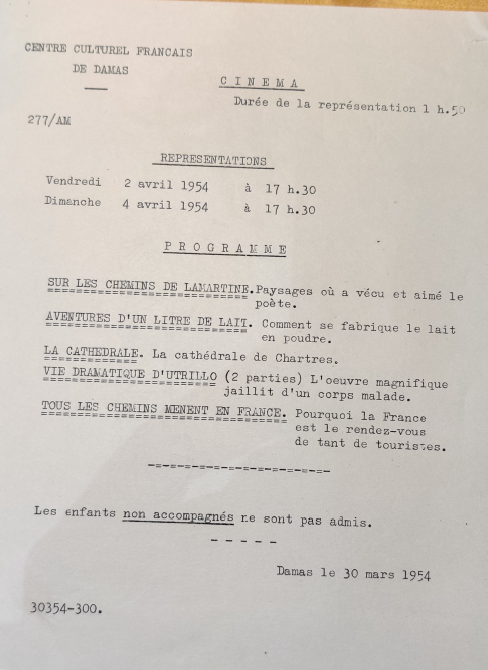 CENTRE CULTUREL FRANCAIS
DE DAMAS
C I N E M A
Durée de la représentation 1 h.50
277/AM
REPRESENTATIONS
Vendredi 2 avril 1954 à 17 h.30
Dimanche 4 avril 1954 à 17 h.30
P R O G R A M M E
SUR LES CHEMINS DE LAMARTINE. Paysages où a vécu et aimé le
poète.
AVENTURES D'UN LITRE DE LAIT. Comment se fabrique le lait
en poudre.
LA CATHEDRALE. La cathédrale de Chartres.
VIE DRAMATIQUE D'UTRILLO (2 parties) L'oeuvre magnifique
jaillit d'un corps malade.
TOUS LES CHEMINS MENENT EN FRANCE. Pourquoi la France
est le rendez-vous
de tant de touristes.
Les enfants non accompagnés ne sont pas admis.
Damas le 30 mars 1954
30354-300.